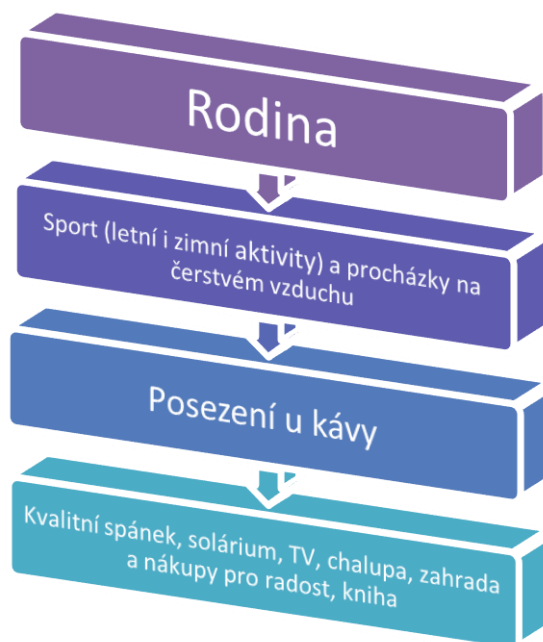 Rodina
Sport (letní i zimní aktivity) a procházky na
čerstvém vzduchu
Posezení u kávy
Kvalitní spánek, solárium, TV, chalupa, zahrada
a nákupy pro radost, kniha